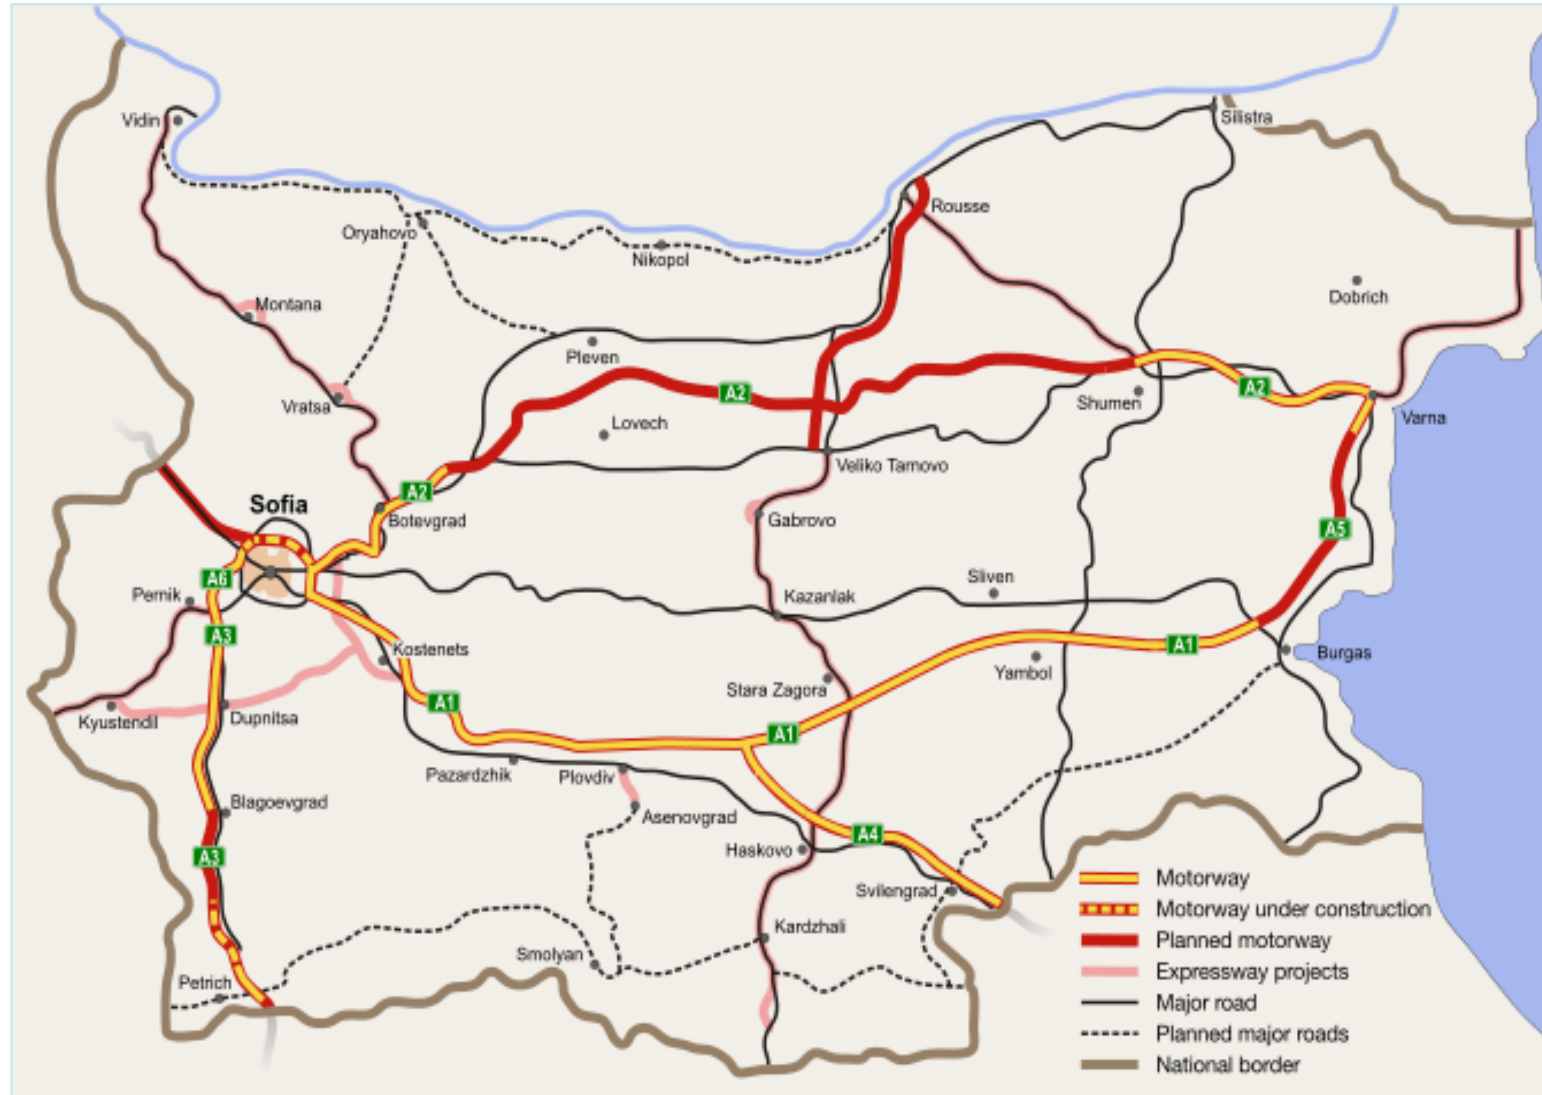 Vidin
Silistra
Oryahovo
Rousse
Nikopol
Dobrich
Montana
Pleven
A2
A2
Vratsa
Lovech
Shumen
Varna
Veliko Tarnovo
A2
Sofia
Botevgrad
Gabrovo
A5
A6
Pernik
Sliven
Kazanlak
A3
Kostenets
A1
Yambol
Burgas
Stara Zagora
A1
Kyustendil
Dupnitsa
A1
Pazardzhik
Plovdiv
Blagoevgrad
Asenovgrad
A4
Haskovo
A3
Svilengrad
Kardzhali
Smolyan
Petrich
Motorway
Motorway under construction
Planned motorway
Expressway projects
Major road
Planned major roads
National border